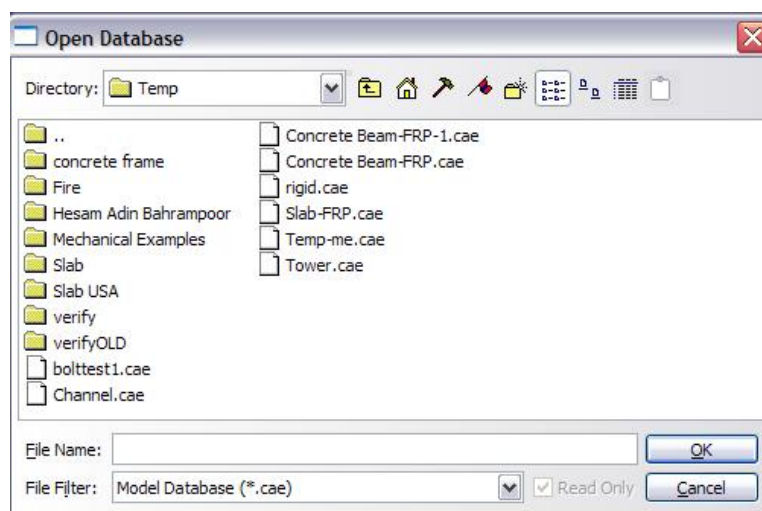 Open Database
Directory: Temp
..
concrete frame
Fire
Hesam Adin Bahrampoor
Mechanical Examples
Slab
Slab USA
verify
verifyOLD
bolttest1.cae
Channel.cae
Concrete Beam-FRP-1.cae
Concrete Beam-FRP.cae
rigid.cae
Slab-FRP.cae
Temp-me.cae
Tower.cae
File Name:
OK
File Filter: Model Database (*.cae)
Read Only
Cancel